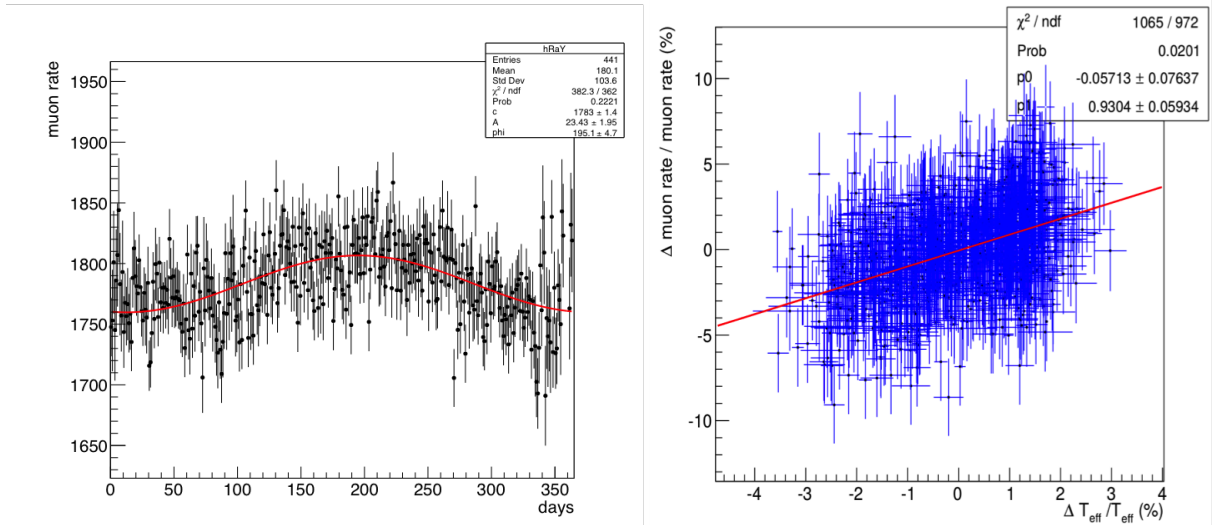 hRaY
Entries 441
Mean 180.1
Std Dev 103.6
χ² / ndf 382.3 / 362
Prob 0.2221
c 1783 ± 1.4
A 23.43 ± 1.95
phi 195.1 ± 4.7
muon rate
1950
1900
1850
1800
1750
1700
1650
0 50 100 150 200 250 300 350
days
χ² / ndf 1065 / 972
Prob 0.0201
p0 -0.05713 ± 0.07637
p1 0.9304 ± 0.05934
Δ muon rate / muon rate (%)
10
5
0
-5
-10
-4 -3 -2 -1 0 1 2 3 4
Δ T_eff /T_eff (%)